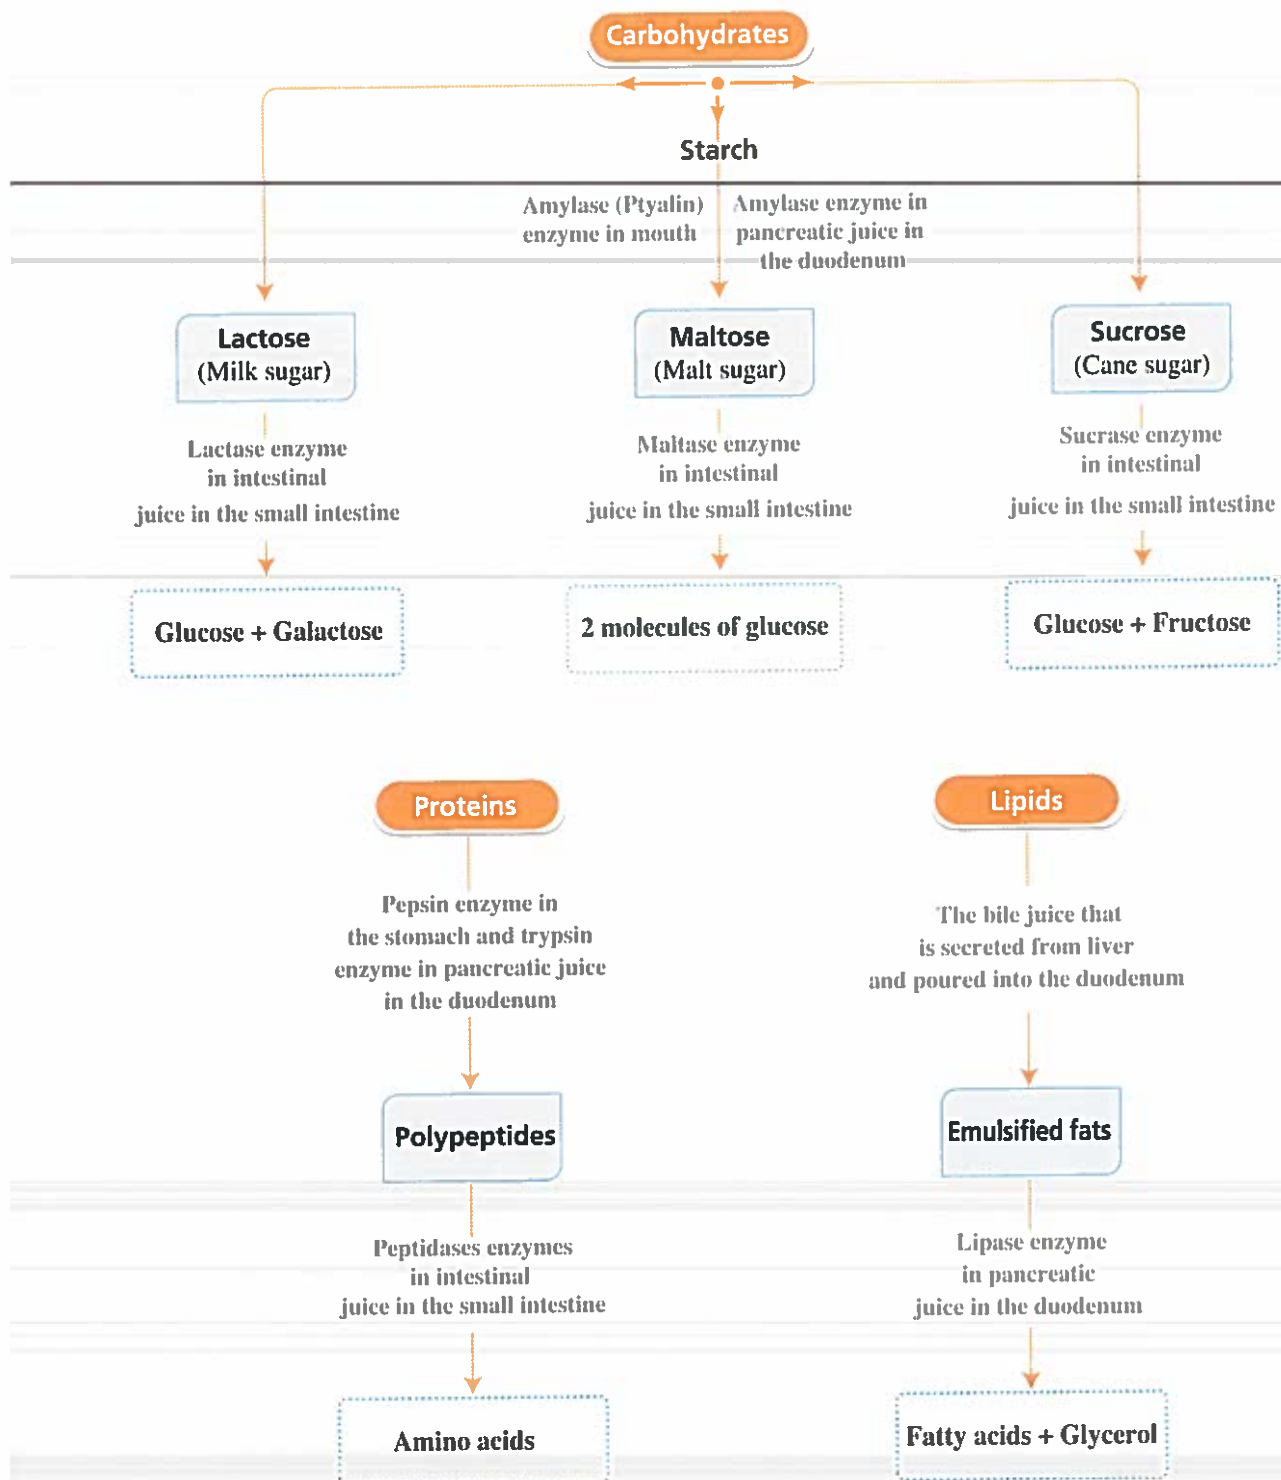 Carbohydrates
Starch
Amylase (Ptyalin)
enzyme in mouth
Amylase enzyme in
pancreatic juice in
the duodenum
Lactose
(Milk sugar)
Maltose
(Malt sugar)
Sucrose
(Cane sugar)
Lactase enzyme
in intestinal
juice in the small intestine
Maltase enzyme
in intestinal
juice in the small intestine
Sucrase enzyme
in intestinal
juice in the small intestine
Glucose + Galactose
2 molecules of glucose
Glucose + Fructose
Proteins
Pepsin enzyme in
the stomach and trypsin
enzyme in pancreatic juice
in the duodenum
Polypeptides
Peptidases enzymes
in intestinal
juice in the small intestine
Amino acids
Lipids
The bile juice that
is secreted from liver
and poured into the duodenum
Emulsified fats
Lipase enzyme
in pancreatic
juice in the duodenum
Fatty acids + Glycerol